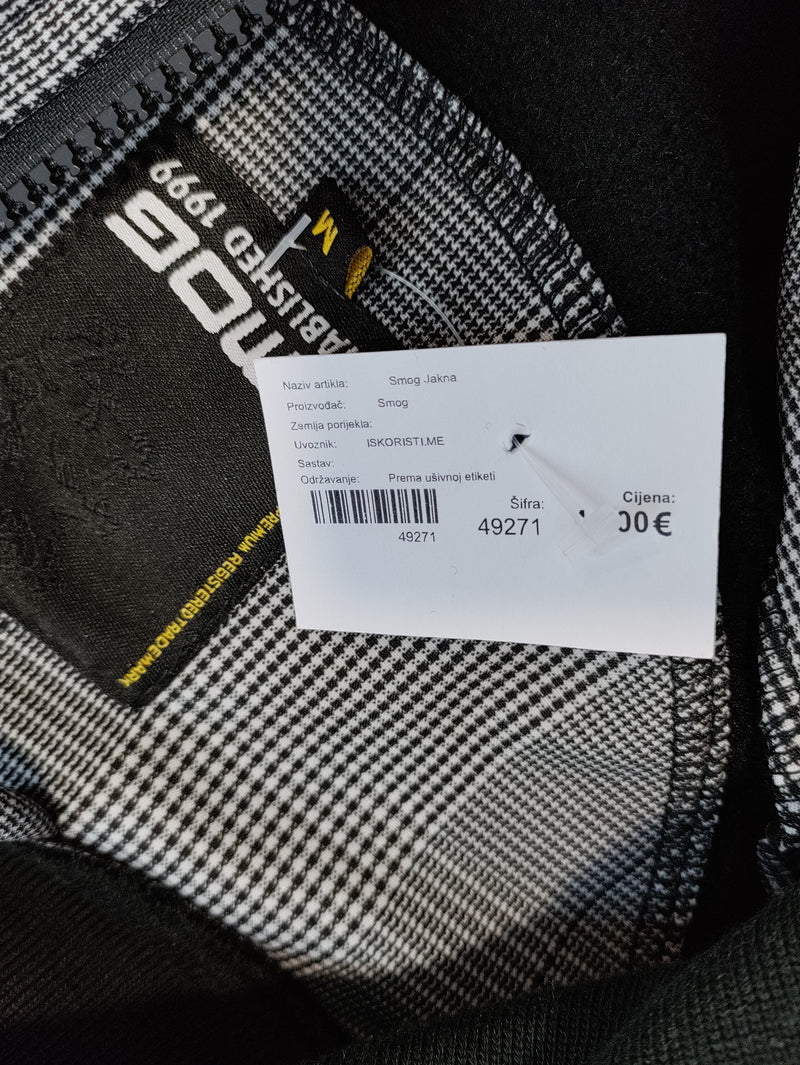 SMOG
ESTABLISHED 1999
M
PREMIUM REGISTERED TRADEMARK
Naziv artikla: Smog Jakna
Proizvođač: Smog
Zemlja porijekla:
Uvoznik: ISKORISTI.ME
Sastav:
Održavanje: Prema ušivnoj etiketi
49271
Šifra:
49271
Cijena:
00€